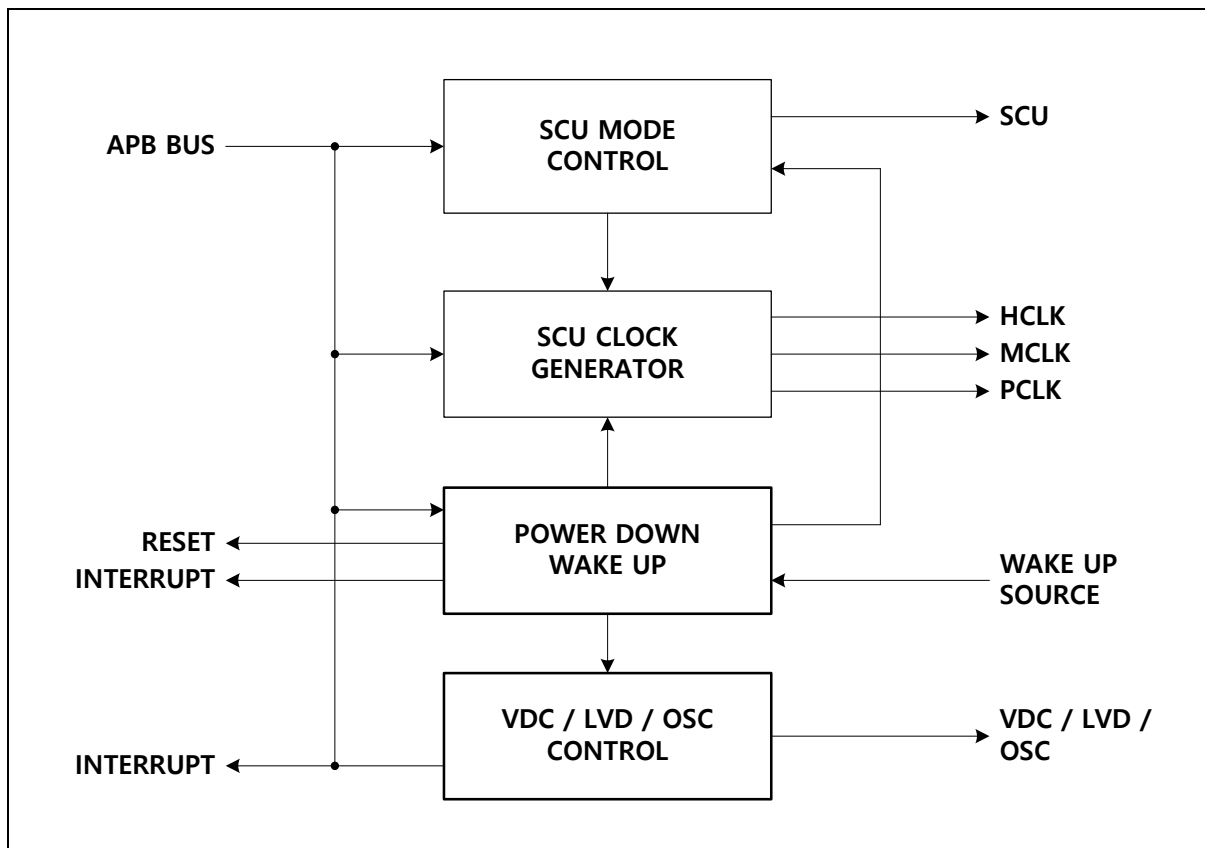 SCU MODE
CONTROL
SCU
APB BUS
SCU CLOCK
GENERATOR
HCLK
MCLK
PCLK
POWER DOWN
WAKE UP
RESET
INTERRUPT
WAKE UP
SOURCE
VDC / LVD / OSC
CONTROL
VDC / LVD /
OSC
INTERRUPT